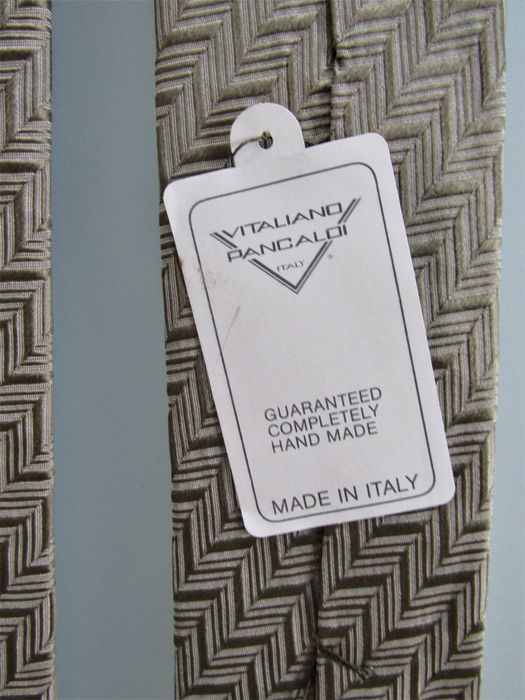 VITALIANO
PANCALDI
ITALY
®
GUARANTEED
COMPLETELY
HAND MADE
MADE IN ITALY